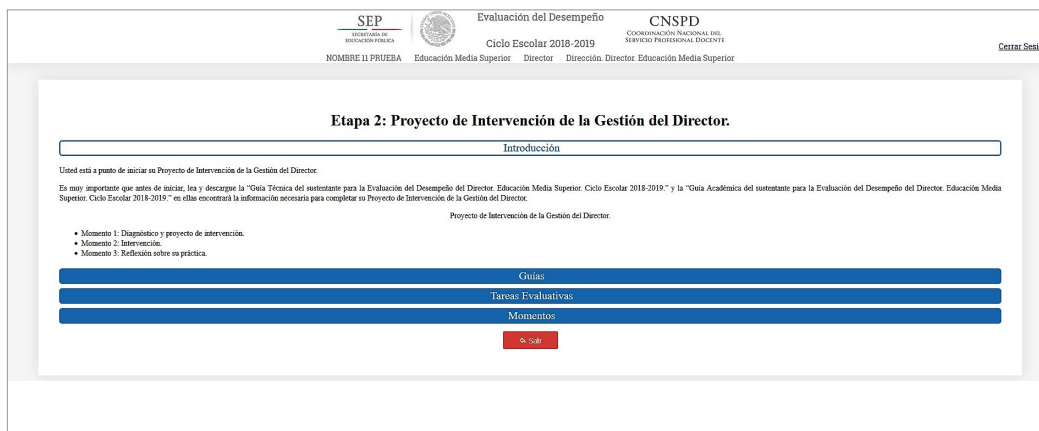 SEP
SECRETARÍA DE
EDUCACIÓN PÚBLICA
Evaluación del Desempeño
Ciclo Escolar 2018-2019
CNSPD
COORDINACIÓN NACIONAL DEL
SERVICIO PROFESIONAL DOCENTE
Cerrar Sesi
NOMBRE 11 PRUEBA Educación Media Superior Director Dirección. Director. Educación Media Superior
Etapa 2: Proyecto de Intervención de la Gestión del Director.
Introducción
Usted está a punto de iniciar su Proyecto de Intervención de la Gestión del Director.
Es muy importante que antes de iniciar, lea y descargue la “Guía Técnica del sustentante para la Evaluación del Desempeño del Director. Educación Media Superior. Ciclo Escolar 2018-2019.” y la “Guía Académica del sustentante para la Evaluación del Desempeño del Director. Educación Media
Superior. Ciclo Escolar 2018-2019.” en ellas encontrará la información necesaria para completar su Proyecto de Intervención de la Gestión del Director.
Proyecto de Intervención de la Gestión del Director.
• Momento 1: Diagnóstico y proyecto de intervención.
• Momento 2: Intervención.
• Momento 3: Reflexión sobre su práctica.
Guías
Tareas Evaluativas
Momentos
Salir